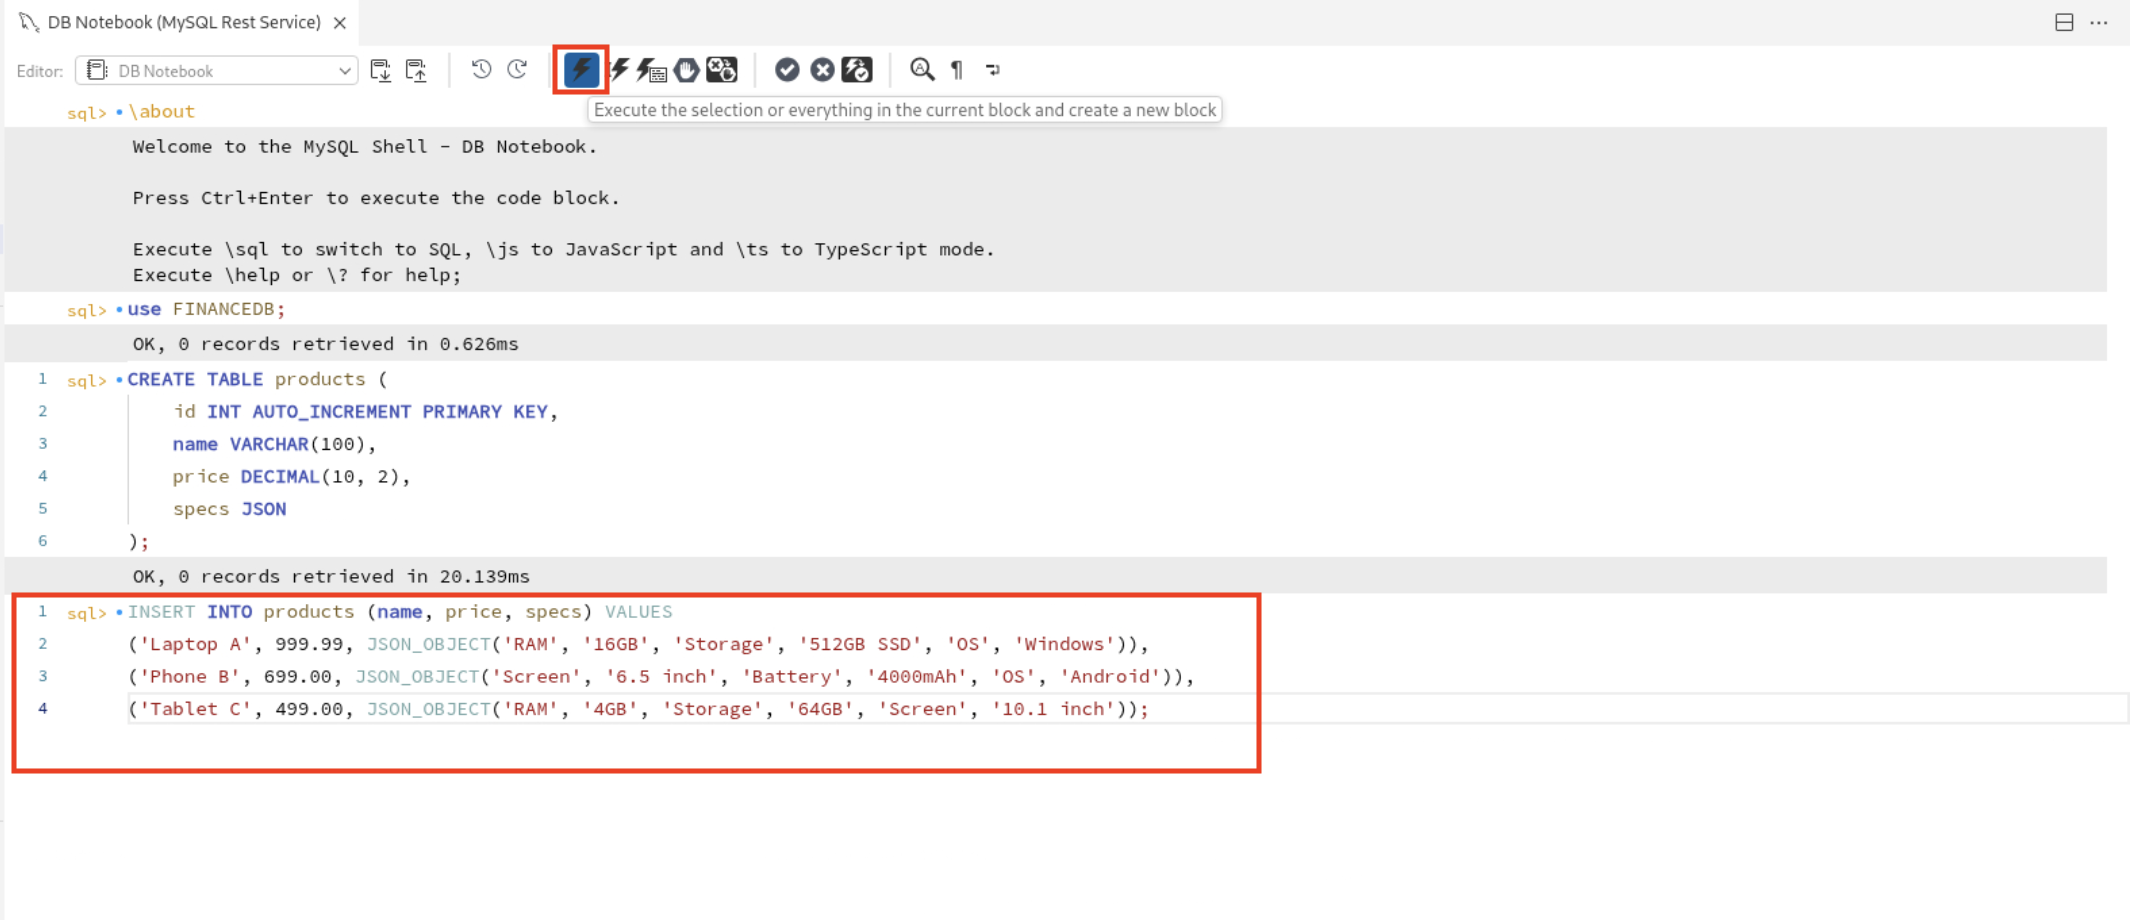 DB Notebook (MySQL Rest Service)
Editor: DB Notebook
sql> \about
Execute the selection or everything in the current block and create a new block
Welcome to the MySQL Shell - DB Notebook.
Press Ctrl+Enter to execute the code block.
Execute \sql to switch to SQL, \js to JavaScript and \ts to TypeScript mode.
Execute \help or \? for help;
sql> use FINANCEDB;
OK, 0 records retrieved in 0.626ms
1 sql> CREATE TABLE products (
2 id INT AUTO_INCREMENT PRIMARY KEY,
3 name VARCHAR(100),
4 price DECIMAL(10, 2),
5 specs JSON
6 );
OK, 0 records retrieved in 20.139ms
1 sql> INSERT INTO products (name, price, specs) VALUES
2 ('Laptop A', 999.99, JSON_OBJECT('RAM', '16GB', 'Storage', '512GB SSD', 'OS', 'Windows')),
3 ('Phone B', 699.00, JSON_OBJECT('Screen', '6.5 inch', 'Battery', '4000mAh', 'OS', 'Android')),
4 ('Tablet C', 499.00, JSON_OBJECT('RAM', '4GB', 'Storage', '64GB', 'Screen', '10.1 inch'));